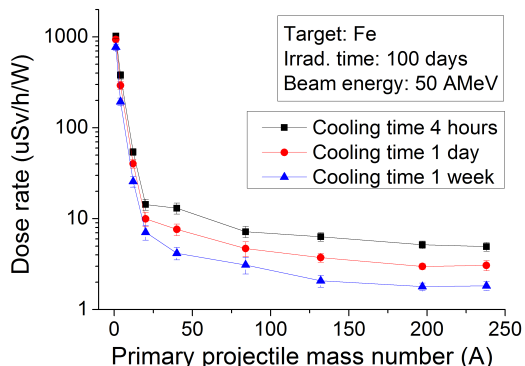 1000
100
10
1
Dose rate (uSv/h/W)
Target: Fe
Irrad. time: 100 days
Beam energy: 50 AMeV
Cooling time 4 hours
Cooling time 1 day
Cooling time 1 week
0 50 100 150 200 250
Primary projectile mass number (A)